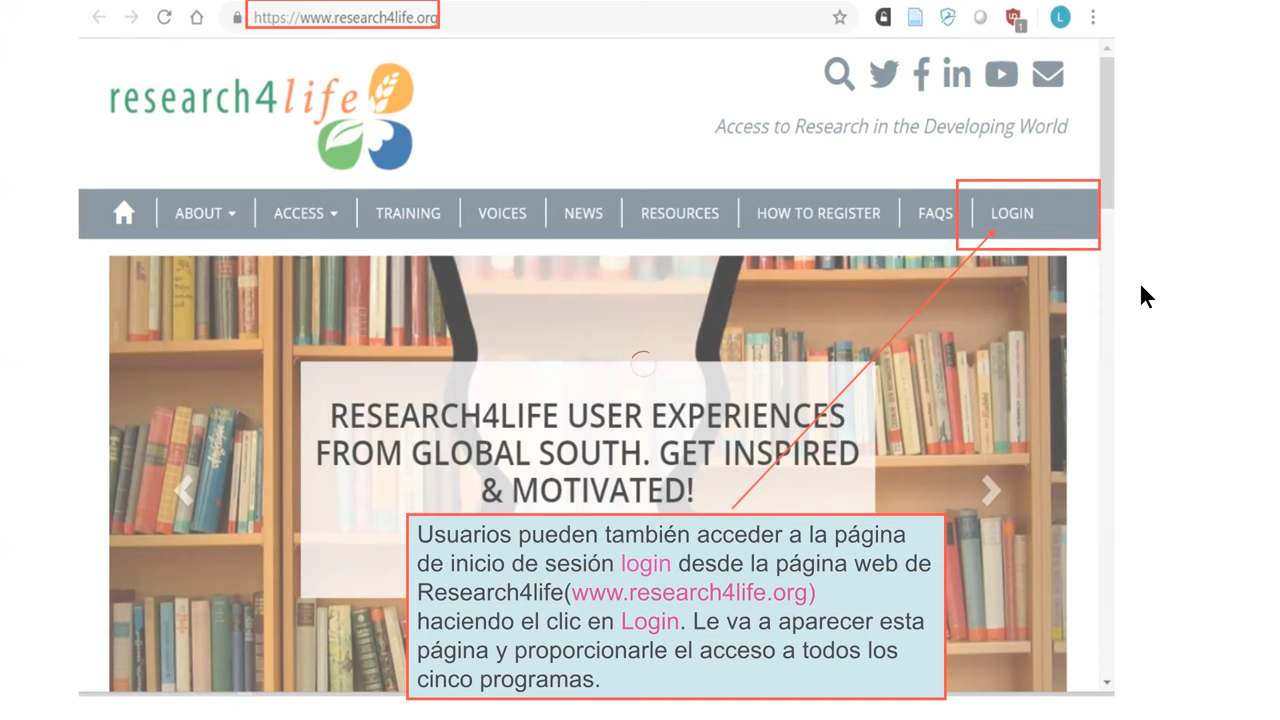 https://www.research4life.org
L
1
research4life
Access to Research in the Developing World
ABOUT
ACCESS
TRAINING
VOICES
NEWS
RESOURCES
HOW TO REGISTER
FAQS
LOGIN
RESEARCH4LIFE USER EXPERIENCES
FROM GLOBAL SOUTH. GET INSPIRED
& MOTIVATED!
Usuarios pueden también acceder a la página
de inicio de sesión login desde la página web de
Research4life(www.research4life.org)
haciendo el clic en Login. Le va a aparecer esta
página y proporcionarle el acceso a todos los
cinco programas.